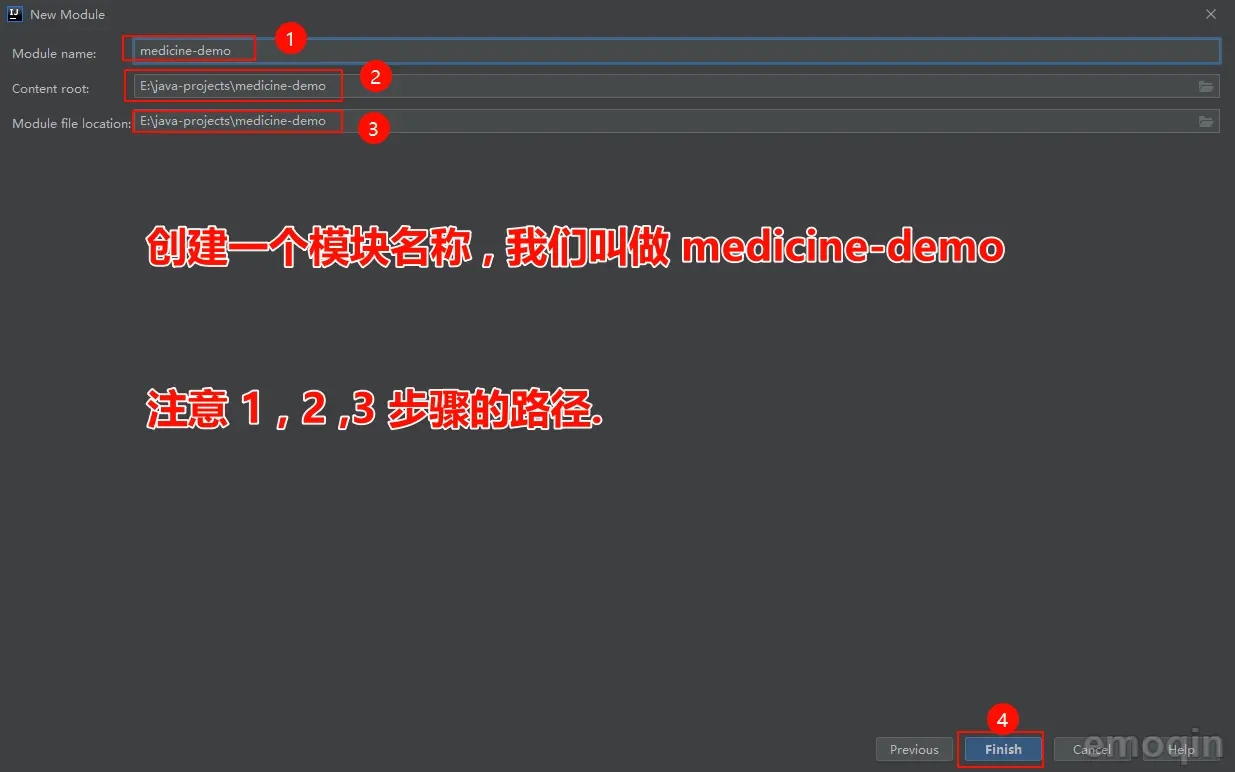 New Module
Module name: medicine-demo 1
Content root: E:\java-projects\medicine-demo 2
Module file location: E:\java-projects\medicine-demo 3
创建一个模块名称 , 我们叫做 medicine-demo
注意 1 , 2 ,3 步骤的路径.
4
Previous Finish Cancel Help
emoqin